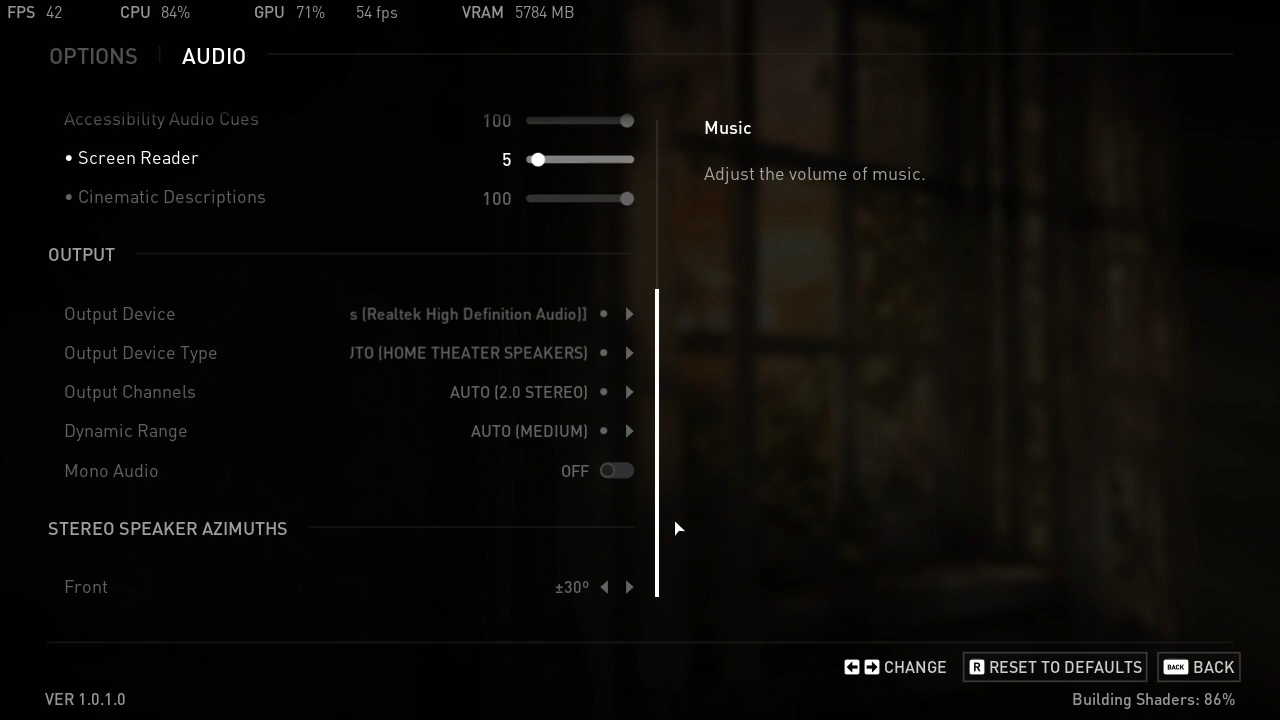 FPS 42 CPU 84% GPU 71% 54 fps VRAM 5784 MB
OPTIONS AUDIO
Accessibility Audio Cues 100
• Screen Reader 5
• Cinematic Descriptions 100
Music
Adjust the volume of music.
OUTPUT
Output Device s (Realtek High Definition Audio)]
Output Device Type JTO (HOME THEATER SPEAKERS)
Output Channels AUTO (2.0 STEREO)
Dynamic Range AUTO (MEDIUM)
Mono Audio OFF
STEREO SPEAKER AZIMUTHS
Front ±30º
CHANGE R RESET TO DEFAULTS BACK BACK
VER 1.0.1.0 Building Shaders: 86%